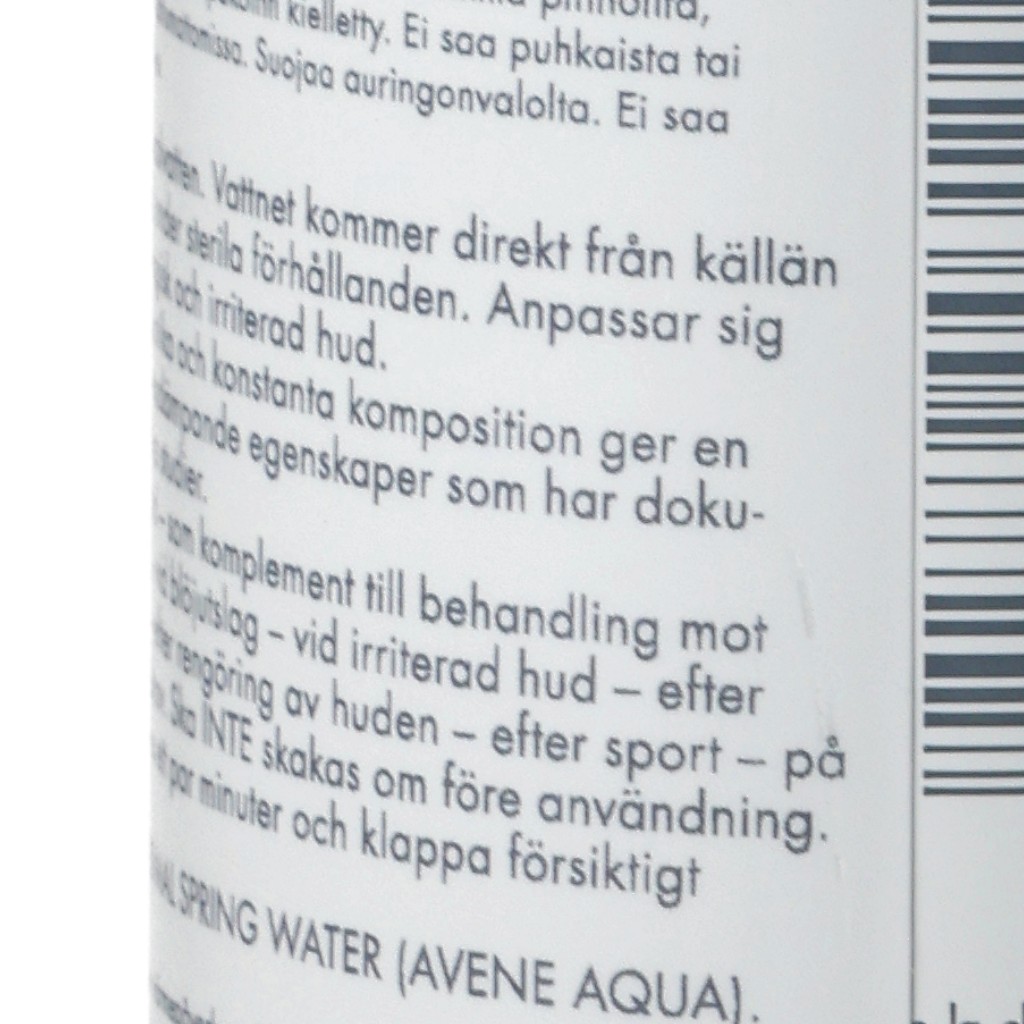 kielletty. Ei saa puhkaista tai
Suojaa auringonvalolta. Ei saa
Vattnet kommer direkt från källän
sterila förhållanden. Anpassar sig
och irriterad hud.
och konstanta komposition ger en
egenskaper som har doku-
studier.
– som komplement till behandling mot
blöjutslag – vid irriterad hud – efter
rengöring av huden – efter sport – på
Ska INTE skakas om före användning.
par minuter och klappa försiktigt
SPRING WATER (AVENE AQUA).